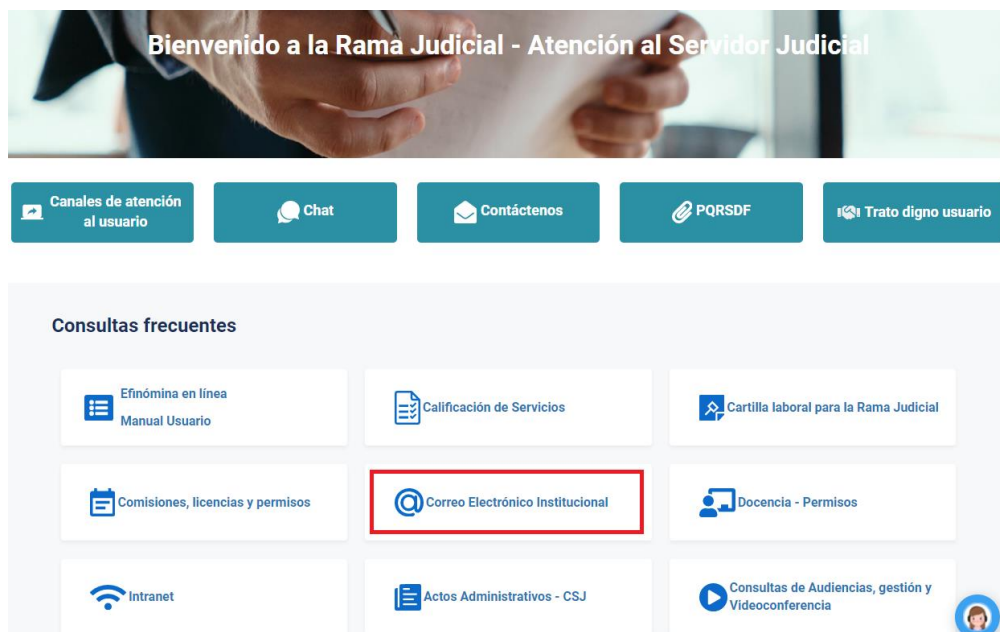 Bienvenido a la Rama Judicial - Atención al Servidor Judicial
Canales de atención
al usuario
Chat
Contáctenos
PQRSDF
Trato digno usuario
Consultas frecuentes
Efinómina en línea
Manual Usuario
Calificación de Servicios
Cartilla laboral para la Rama Judicial
Comisiones, licencias y permisos
Correo Electrónico Institucional
Docencia - Permisos
Intranet
Actos Administrativos - CSJ
Consultas de Audiencias, gestión y
Videoconferencia